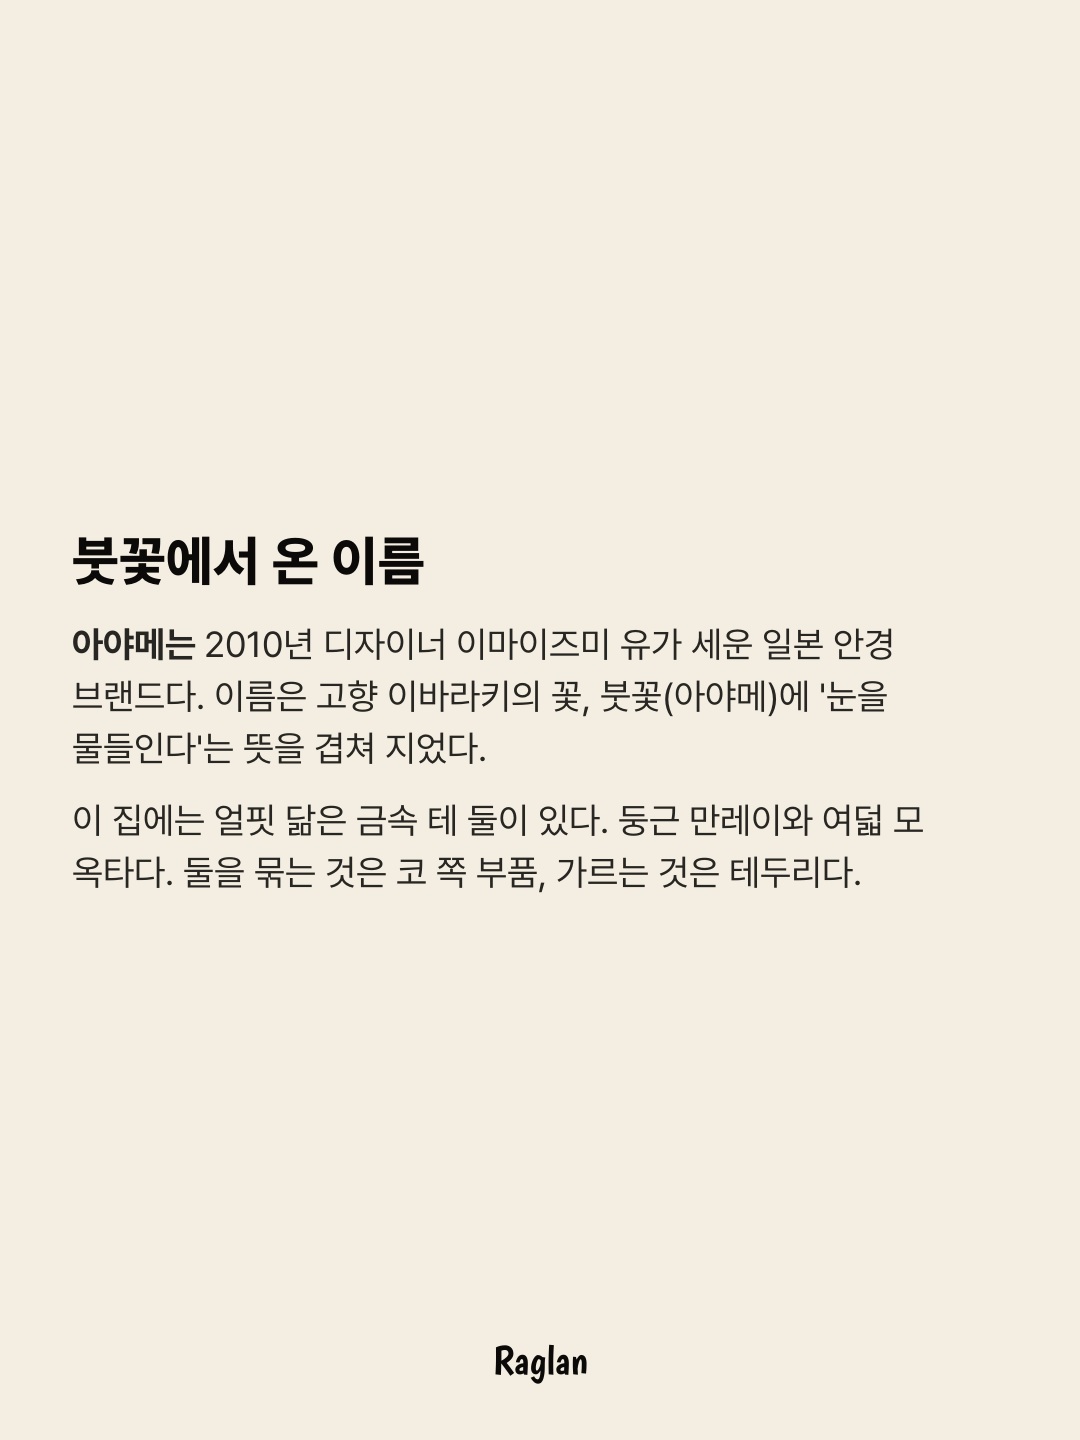 붓꽃에서 온 이름
아야메는 2010년 디자이너 이마이즈미 유가 세운 일본 안경
브랜드다. 이름은 고향 이바라키의 꽃, 붓꽃(아야메)에 '눈을
물들인다'는 뜻을 겹쳐 지었다.
이 집에는 얼핏 닮은 금속 테 둘이 있다. 둥근 만레이와 여덟 모
옥타다. 둘을 묶는 것은 코 쪽 부품, 가르는 것은 테두리다.
Raglan